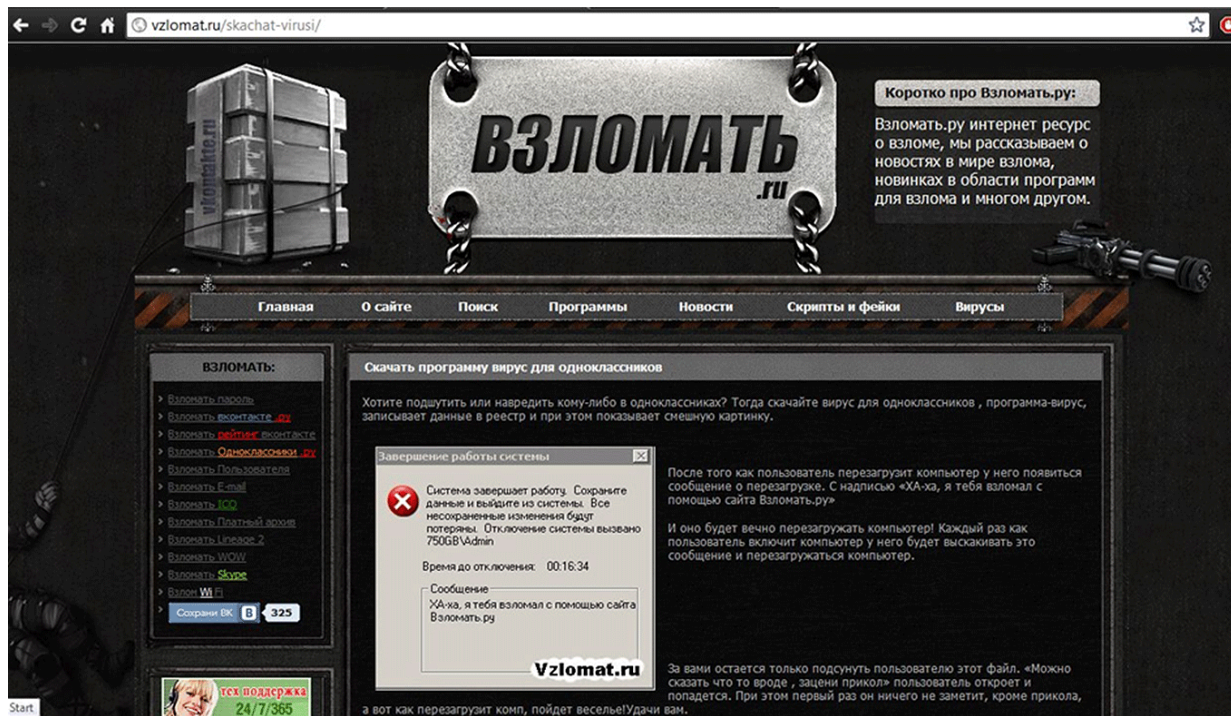 vzlomat.ru/skachat-virusi/
vkontakte.ru
ВЗЛОМАТЬ
.ru
Коротко про Взломать.ру:
Взломать.ру интернет ресурс
о взломе, мы рассказываем о
новостях в мире взлома,
новинках в области программ
для взлома и многом другом.
Главная О сайте Поиск Программы Новости Скрипты и фейки Вирусы
ВЗЛОМАТЬ:
Взломать пароль
Взломать вконтакте .ру
Взломать рейтинг вконтакте
Взломать Одноклассники .ру
Взломать Пользователя
Взломать E-mail
Взломать ICO
Взломать Платный архив
Взломать Lineage 2
Взломать WOW
Взломать Skype
Взлом Wi Fi
Сохрани ВК В 325
тех поддержка
24/7/365
Скачать программу вирус для одноклассников
Хотите подшутить или навредить кому-либо в одноклассниках? Тогда скачайте вирус для одноклассников , программа-вирус,
записывает данные в реестр и при этом показывает смешную картинку.
Завершение работы системы
Система завершает работу. Сохраните
данные и выйдите из системы. Все
несохраненные изменения будут
потеряны. Отключение системы вызвано
750GB\Admin
Время до отключения: 00:16:34
Сообщение
ХА-ха, я тебя взломал с помощью сайта
Взломать.ру
Vzlomat.ru
После того как пользователь перезагрузит компьютер у него появиться
сообщение о перезагрузке. С надписью «ХА-ха, я тебя взломал с
помощью сайта Взломать.ру»
И оно будет вечно перезагружать компьютер! Каждый раз как
пользователь включит компьютер у него будет выскакивать это
сообщение и перезагружаться компьютер.
За вами остается только подсунуть пользователю этот файл. «Можно
сказать что то вроде , зацени прикол» пользователь откроет и
попадется. При этом первый раз он ничего не заметит, кроме прикола,
а вот как перезагрузит комп, пойдет веселье!Удачи вам.
Start